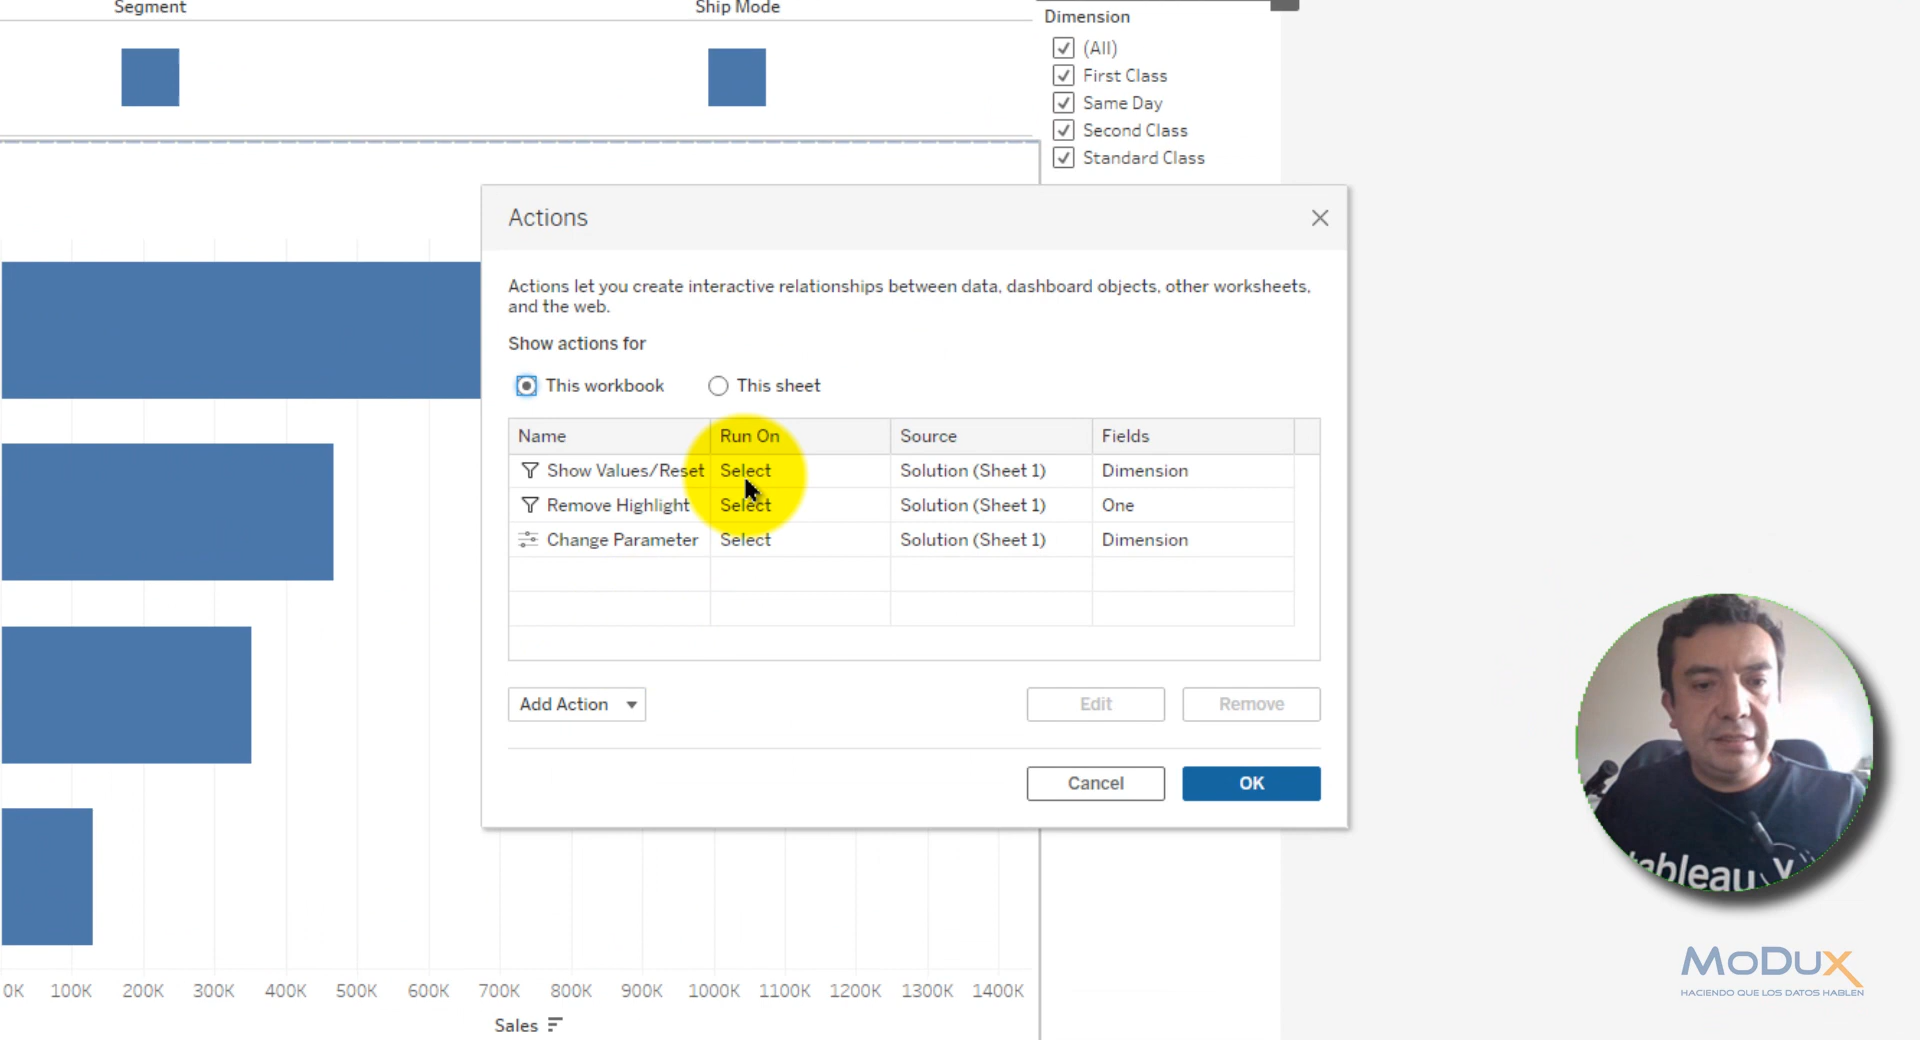 Segment
Ship Mode
Dimension
(All)
First Class
Same Day
Second Class
Standard Class
Actions
Actions let you create interactive relationships between data, dashboard objects, other worksheets,
and the web.
Show actions for
This workbook
This sheet
Name Run On Source Fields
Show Values/Reset Select Solution (Sheet 1) Dimension
Remove Highlight Select Solution (Sheet 1) One
Change Parameter Select Solution (Sheet 1) Dimension
Add Action
Edit
Remove
Cancel
OK
0K 100K 200K 300K 400K 500K 600K 700K 800K 900K 1000K 1100K 1200K 1300K 1400K
Sales
tableau
MoDux
HACIENDO QUE LOS DATOS HABLEN